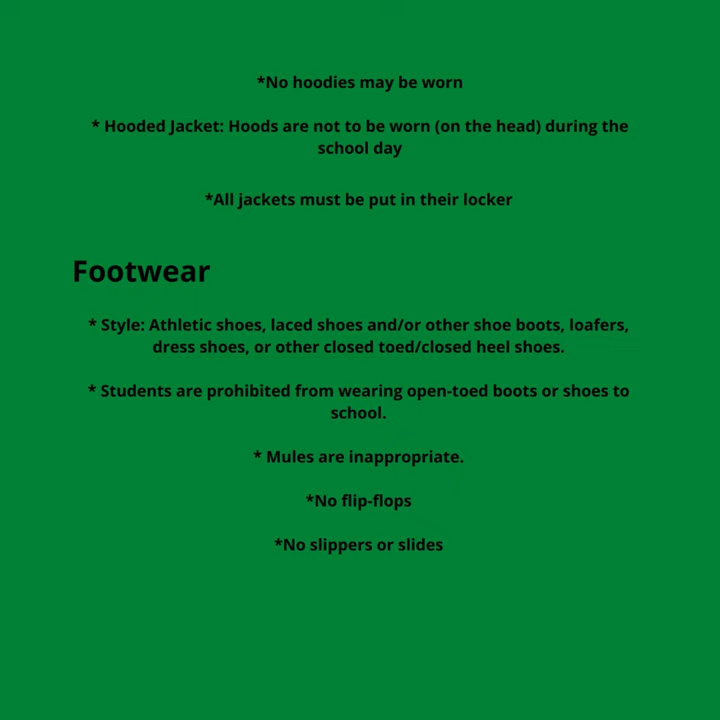 *No hoodies may be worn
* Hooded Jacket: Hoods are not to be worn (on the head) during the
school day
*All jackets must be put in their locker
Footwear
* Style: Athletic shoes, laced shoes and/or other shoe boots, loafers,
dress shoes, or other closed toed/closed heel shoes.
* Students are prohibited from wearing open-toed boots or shoes to
school.
* Mules are inappropriate.
*No flip-flops
*No slippers or slides